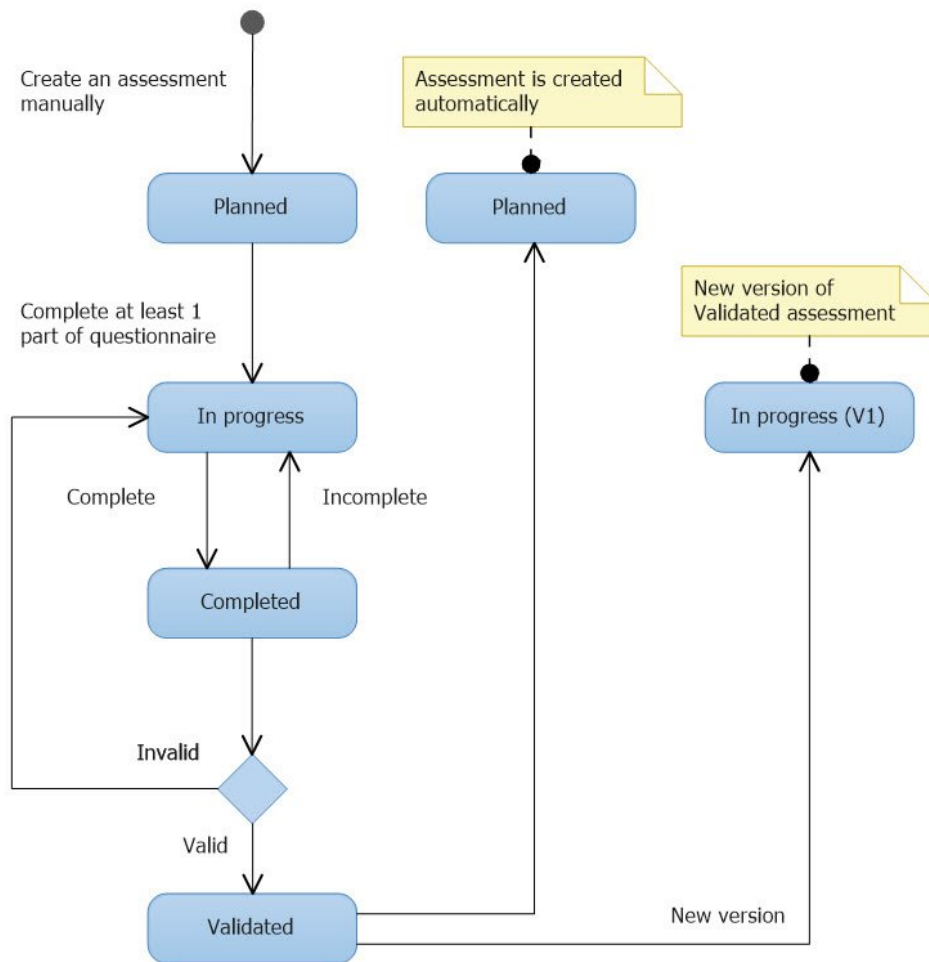 Create an assessment
manually
Assessment is created
automatically
Planned
Planned
New version of
Validated assessment
Complete at least 1
part of questionnaire
In progress
In progress (V1)
Complete
Incomplete
Completed
Invalid
Valid
New version
Validated